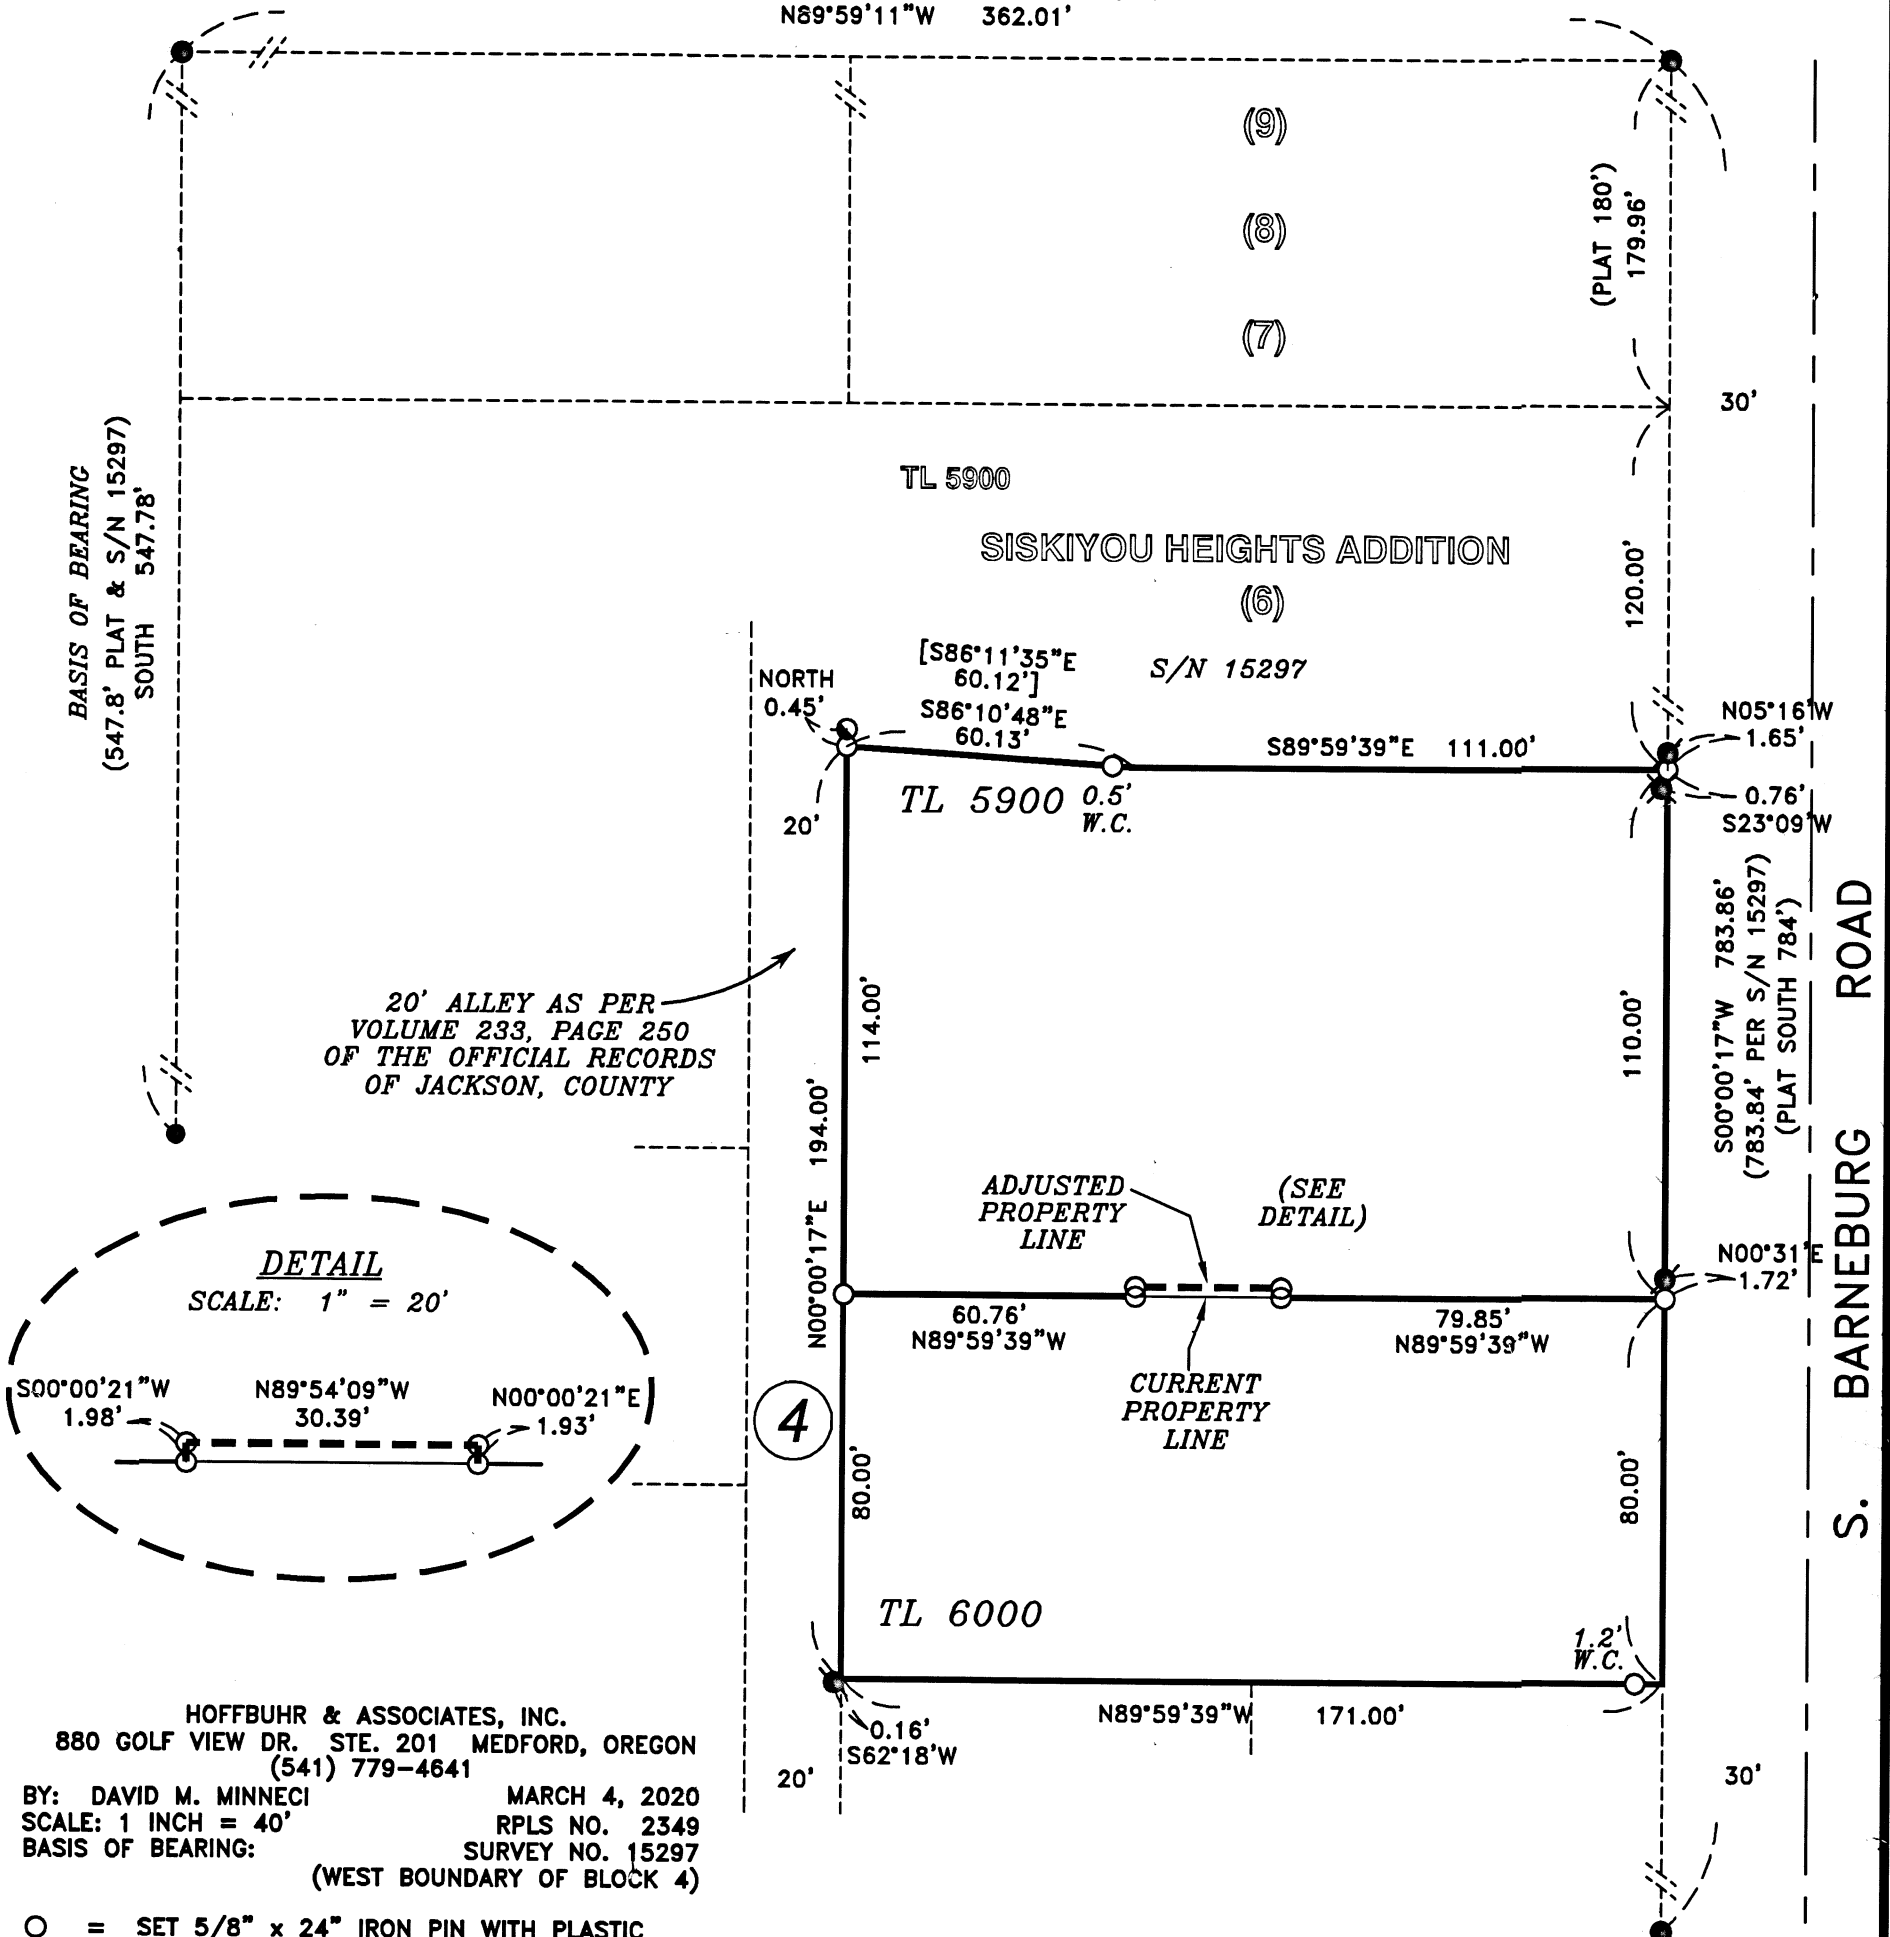 N89°59'11"W 362.01'
(9)
(8)
(7)
(PLAT 180')
179.96'
30'
BASIS OF BEARING
(547.8' PLAT & S/N 15297)
SOUTH 547.78'
TL 5900
SISKIYOU HEIGHTS ADDITION
(6)
120.00'
[S86°11'35"E
60.12']
S/N 15297
NORTH
0.45'
S86°10'48"E
60.13'
S89°59'39"E 111.00'
N05°16'W
1.65'
TL 5900
0.5'
W.C.
0.76'
S23°09'W
20'
20' ALLEY AS PER
VOLUME 233, PAGE 250
OF THE OFFICIAL RECORDS
OF JACKSON, COUNTY
114.00'
N00°00'17"E 194.00'
110.00'
S00°00'17"W 783.86'
(783.84' PER S/N 15297)
(PLAT SOUTH 784')
S. BARNEBURG ROAD
ADJUSTED
PROPERTY
LINE
(SEE
DETAIL)
N00°31'E
1.72'
60.76'
N89°59'39"W
79.85'
N89°59'39"W
CURRENT
PROPERTY
LINE
DETAIL
SCALE: 1" = 20'
S00°00'21"W
1.98'
N89°54'09"W
30.39'
N00°00'21"E
1.93'
4
80.00'
80.00'
TL 6000
1.2'
W.C.
N89°59'39"W 171.00'
0.16'
S62°18'W
20'
30'
HOFFBUHR & ASSOCIATES, INC.
880 GOLF VIEW DR. STE. 201 MEDFORD, OREGON
(541) 779-4641
BY: DAVID M. MINNECI MARCH 4, 2020
SCALE: 1 INCH = 40' RPLS NO. 2349
BASIS OF BEARING: SURVEY NO. 15297
(WEST BOUNDARY OF BLOCK 4)
O = SET 5/8" x 24" IRON PIN WITH PLASTIC